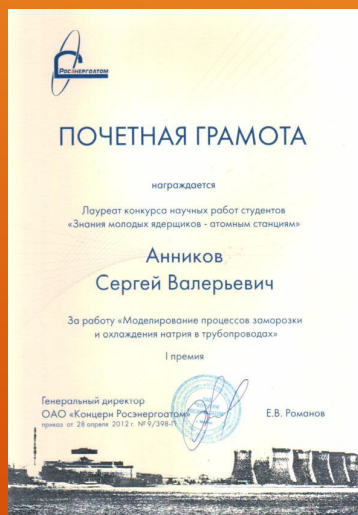 РОСЭНЕРГОАТОМ
ПОЧЕТНАЯ ГРАМОТА
награждается
Лауреат конкурса научных работ студентов
«Знания молодых ядерщиков - атомным станциям»
Анников
Сергей Валерьевич
За работу «Моделирование процессов заморозки
и охлаждения натрия в трубопроводах»
I премия
Генеральный директор
ОАО «Концерн Росэнергоатом»
Е.В. Романов
приказ от 28 апреля 2012 г. № 9/398-П